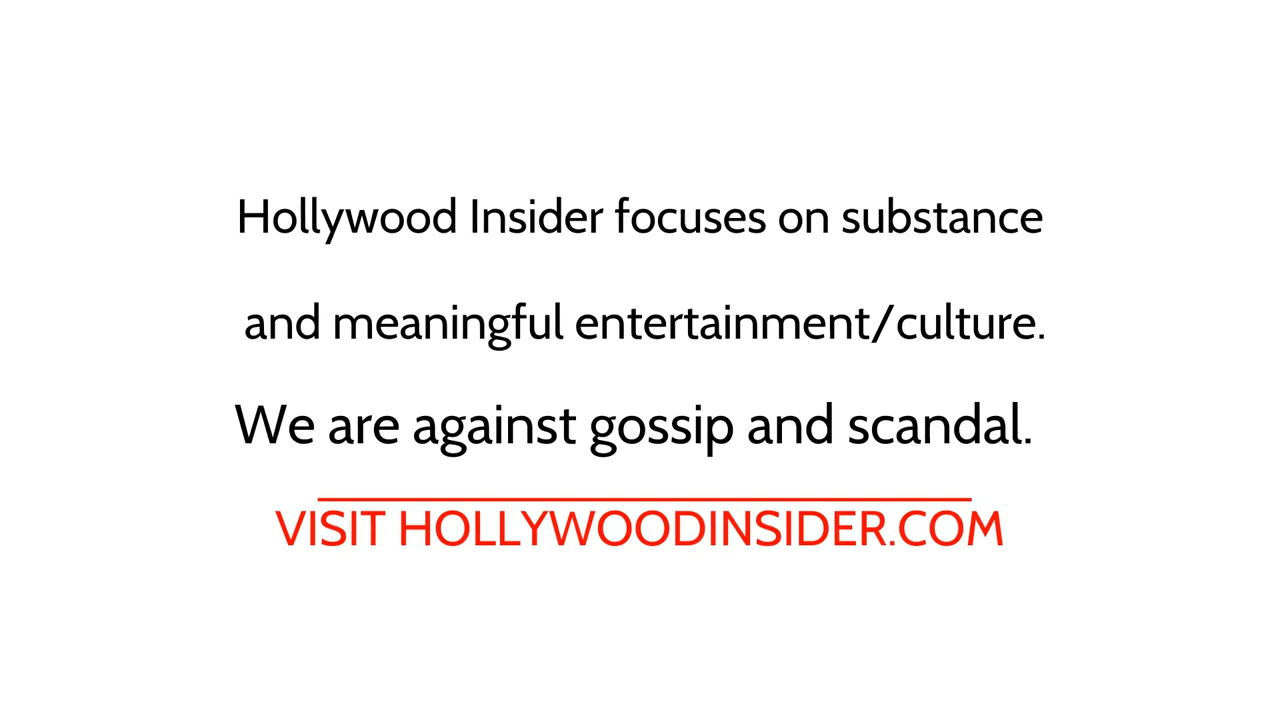 Hollywood Insider focuses on substance
and meaningful entertainment/culture.
We are against gossip and scandal.
VISIT HOLLYWOODINSIDER.COM